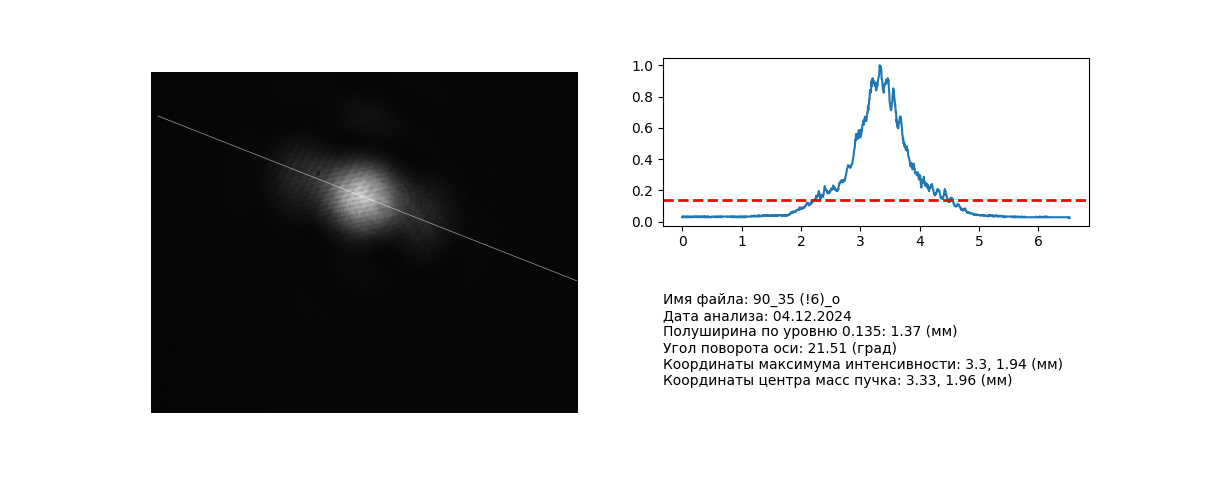 1.0
0.8
0.6
0.4
0.2
0.0
0 1 2 3 4 5 6
Имя файла: 90_35 (!6)_o
Дата анализа: 04.12.2024
Полуширина по уровню 0.135: 1.37 (мм)
Угол поворота оси: 21.51 (град)
Координаты максимума интенсивности: 3.3, 1.94 (мм)
Координаты центра масс пучка: 3.33, 1.96 (мм)